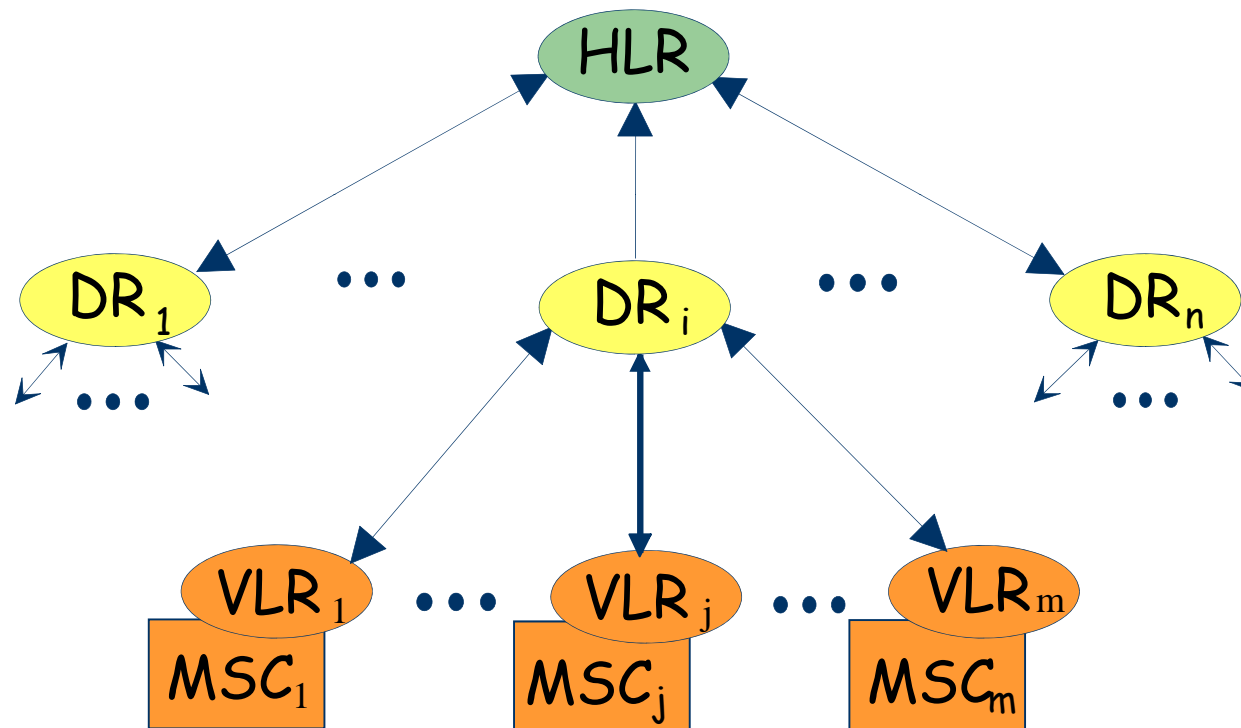 HLR
DR1 ... DRi ... DRn
... ...
VLR1 ... VLRj ... VLRm
MSC1 MSCj MSCm